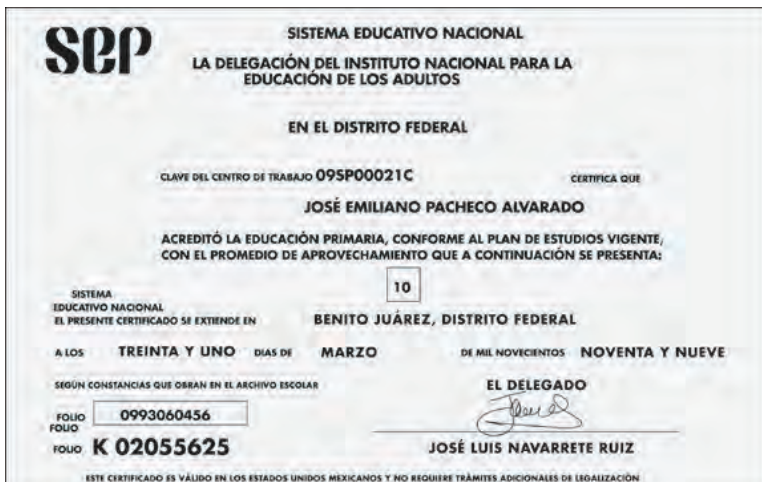 sep
SISTEMA EDUCATIVO NACIONAL
LA DELEGACIÓN DEL INSTITUTO NACIONAL PARA LA
EDUCACIÓN DE LOS ADULTOS
EN EL DISTRITO FEDERAL
CLAVE DEL CENTRO DE TRABAJO 09SP00021C CERTIFICA QUE
JOSÉ EMILIANO PACHECO ALVARADO
ACREDITÓ LA EDUCACIÓN PRIMARIA, CONFORME AL PLAN DE ESTUDIOS VIGENTE,
CON EL PROMEDIO DE APROVECHAMIENTO QUE A CONTINUACIÓN SE PRESENTA:
10
SISTEMA
EDUCATIVO NACIONAL
EL PRESENTE CERTIFICADO SE EXTIENDE EN BENITO JUÁREZ, DISTRITO FEDERAL
A LOS TREINTA Y UNO DIAS DE MARZO DE MIL NOVECIENTOS NOVENTA Y NUEVE
SEGÚN CONSTANCIAS QUE OBRAN EN EL ARCHIVO ESCOLAR
EL DELEGADO
FOLIO 0993060456
FOLIO
FOLIO K 02055625
JOSÉ LUIS NAVARRETE RUIZ
ESTE CERTIFICADO ES VÁLIDO EN LOS ESTADOS UNIDOS MEXICANOS Y NO REQUIERE TRÁMITES ADICIONALES DE LEGALIZACIÓN